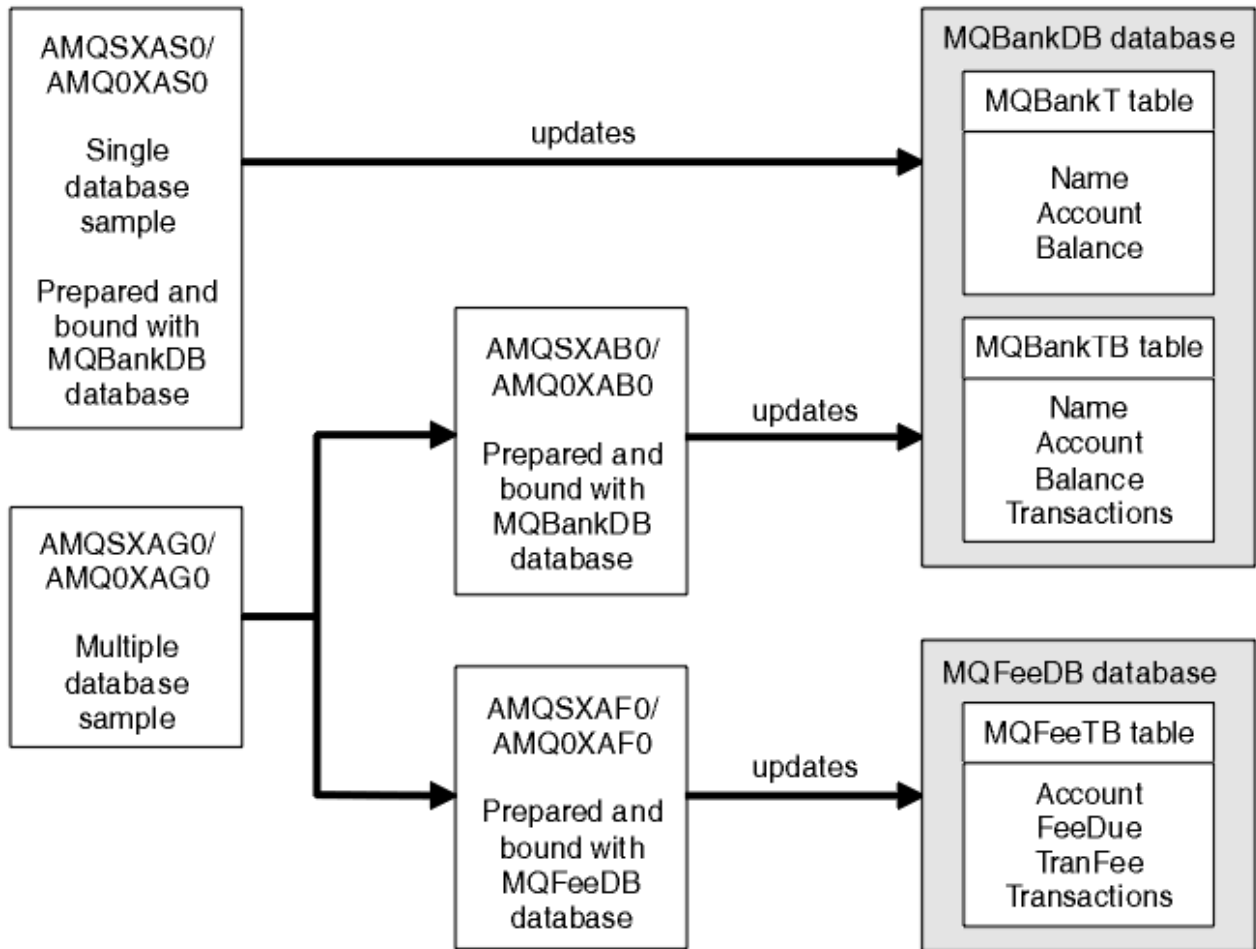 AMQSXAS0/
AMQ0XAS0
Single
database
sample
Prepared and
bound with
MQBankDB
database
updates
MQBankDB database
MQBankT table
Name
Account
Balance
MQBankTB table
Name
Account
Balance
Transactions
AMQSXAB0/
AMQ0XAB0
Prepared and
bound with
MQBankDB
database
updates
AMQSXAG0/
AMQ0XAG0
Multiple
database
sample
AMQSXAF0/
AMQ0XAF0
Prepared and
bound with
MQFeeDB
database
updates
MQFeeDB database
MQFeeTB table
Account
FeeDue
TranFee
Transactions